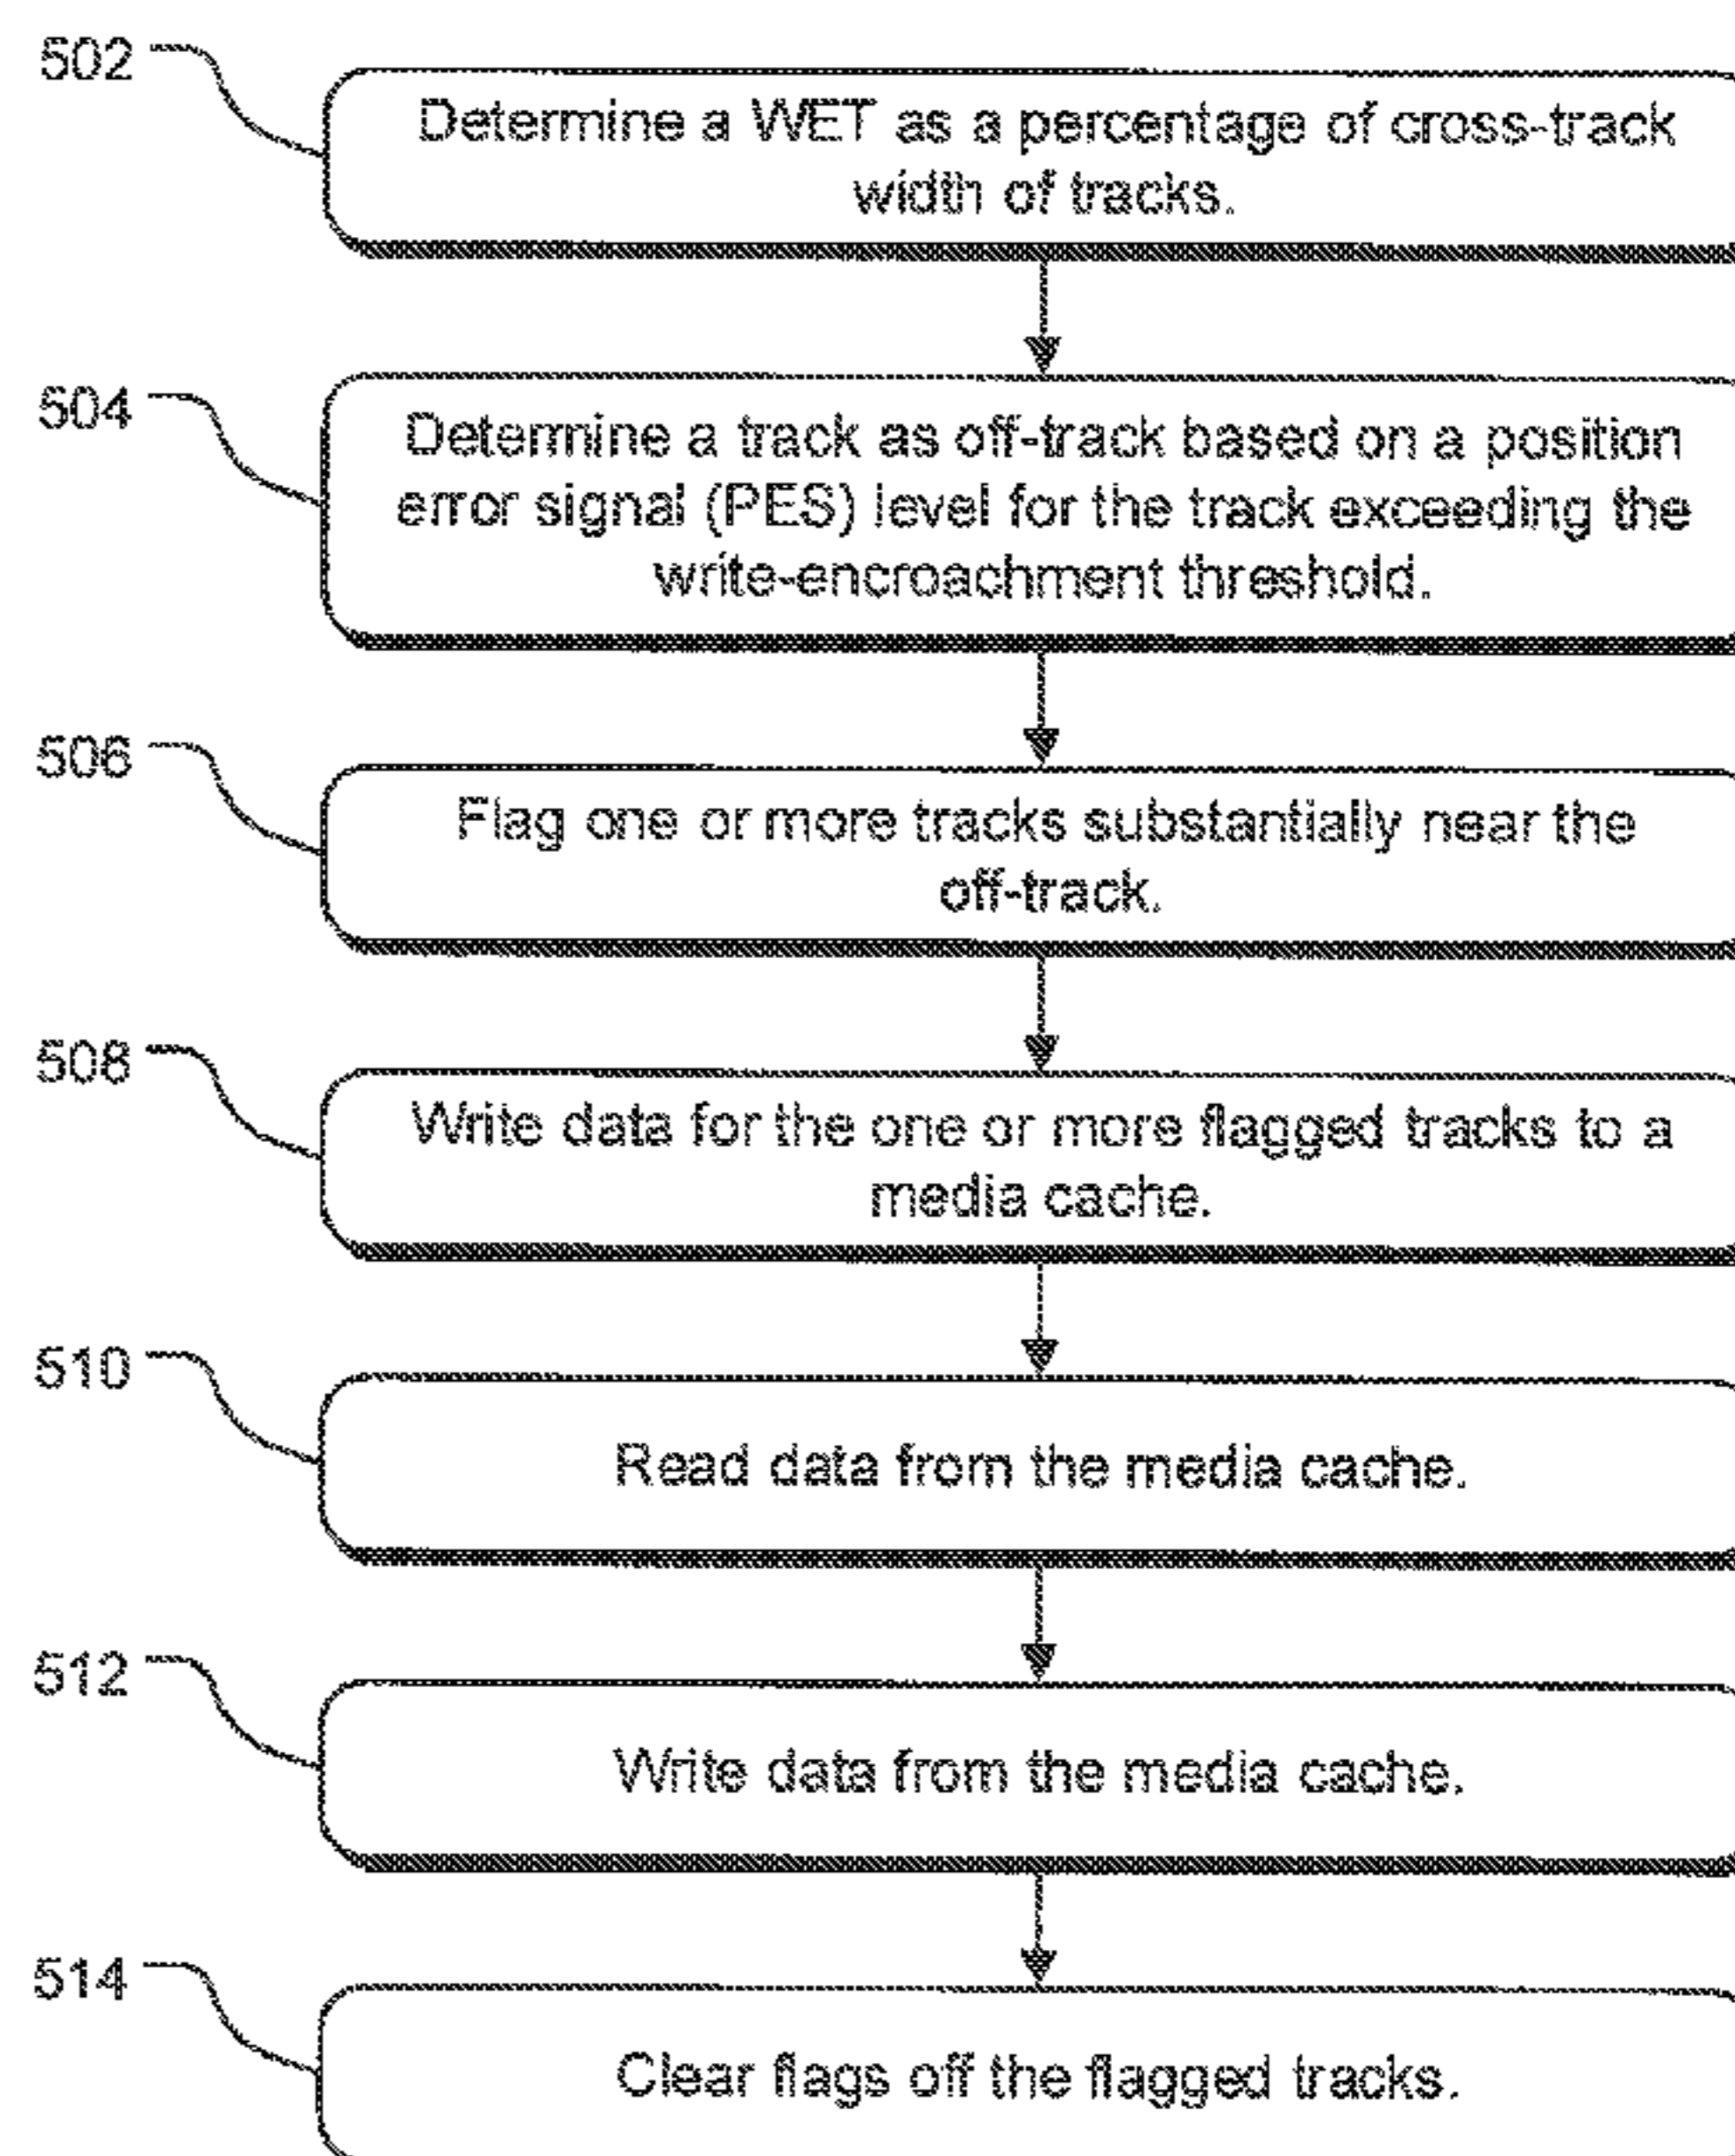 502
Determine a WET as a percentage of cross-track
width of tracks.
504
Determine a track as off-track based on a position
error signal (PES) level for the track exceeding the
write-encroachment threshold.
506
Flag one or more tracks substantially near the
off-track.
508
Write data for the one or more flagged tracks to a
media cache.
510
Read data from the media cache.
512
Write data from the media cache.
514
Clear flags off the flagged tracks.